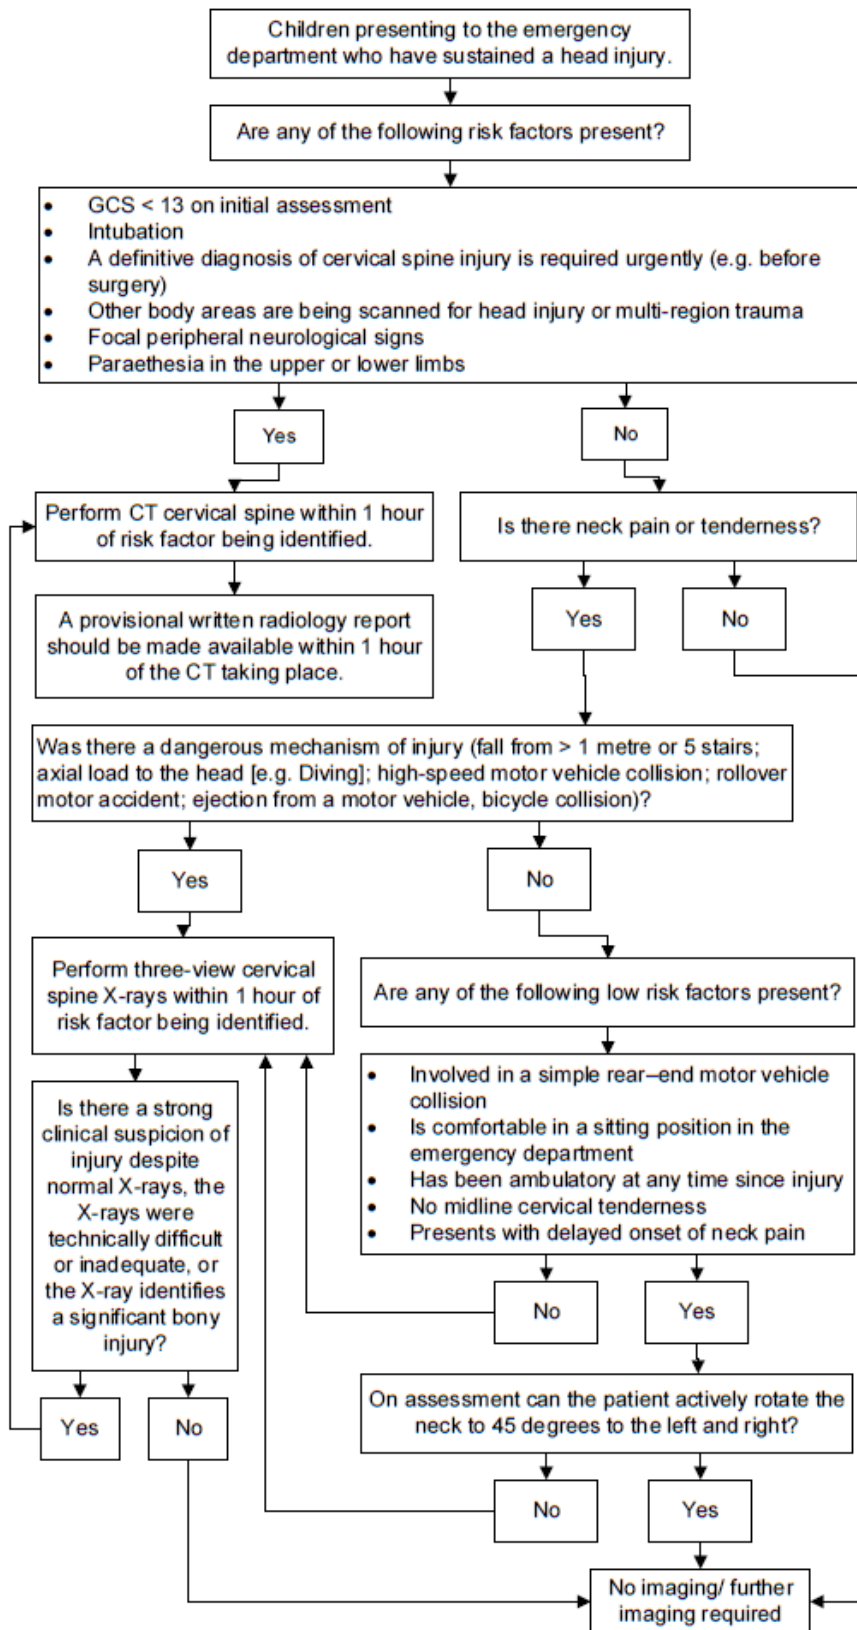 Children presenting to the emergency
department who have sustained a head injury.
Are any of the following risk factors present?
• GCS < 13 on initial assessment
• Intubation
• A definitive diagnosis of cervical spine injury is required urgently (e.g. before
surgery)
• Other body areas are being scanned for head injury or multi-region trauma
• Focal peripheral neurological signs
• Paraethesia in the upper or lower limbs
Yes
No
Perform CT cervical spine within 1 hour
of risk factor being identified.
Is there neck pain or tenderness?
A provisional written radiology report
should be made available within 1 hour
of the CT taking place.
Yes
No
Was there a dangerous mechanism of injury (fall from > 1 metre or 5 stairs;
axial load to the head [e.g. Diving]; high-speed motor vehicle collision; rollover
motor accident; ejection from a motor vehicle, bicycle collision)?
Yes
No
Perform three-view cervical
spine X-rays within 1 hour of
risk factor being identified.
Are any of the following low risk factors present?
Is there a strong
clinical suspicion of
injury despite
normal X-rays, the
X-rays were
technically difficult
or inadequate, or
the X-ray identifies
a significant bony
injury?
• Involved in a simple rear–end motor vehicle
collision
• Is comfortable in a sitting position in the
emergency department
• Has been ambulatory at any time since injury
• No midline cervical tenderness
• Presents with delayed onset of neck pain
No
Yes
Yes
No
On assessment can the patient actively rotate the
neck to 45 degrees to the left and right?
No
Yes
No imaging/ further
imaging required